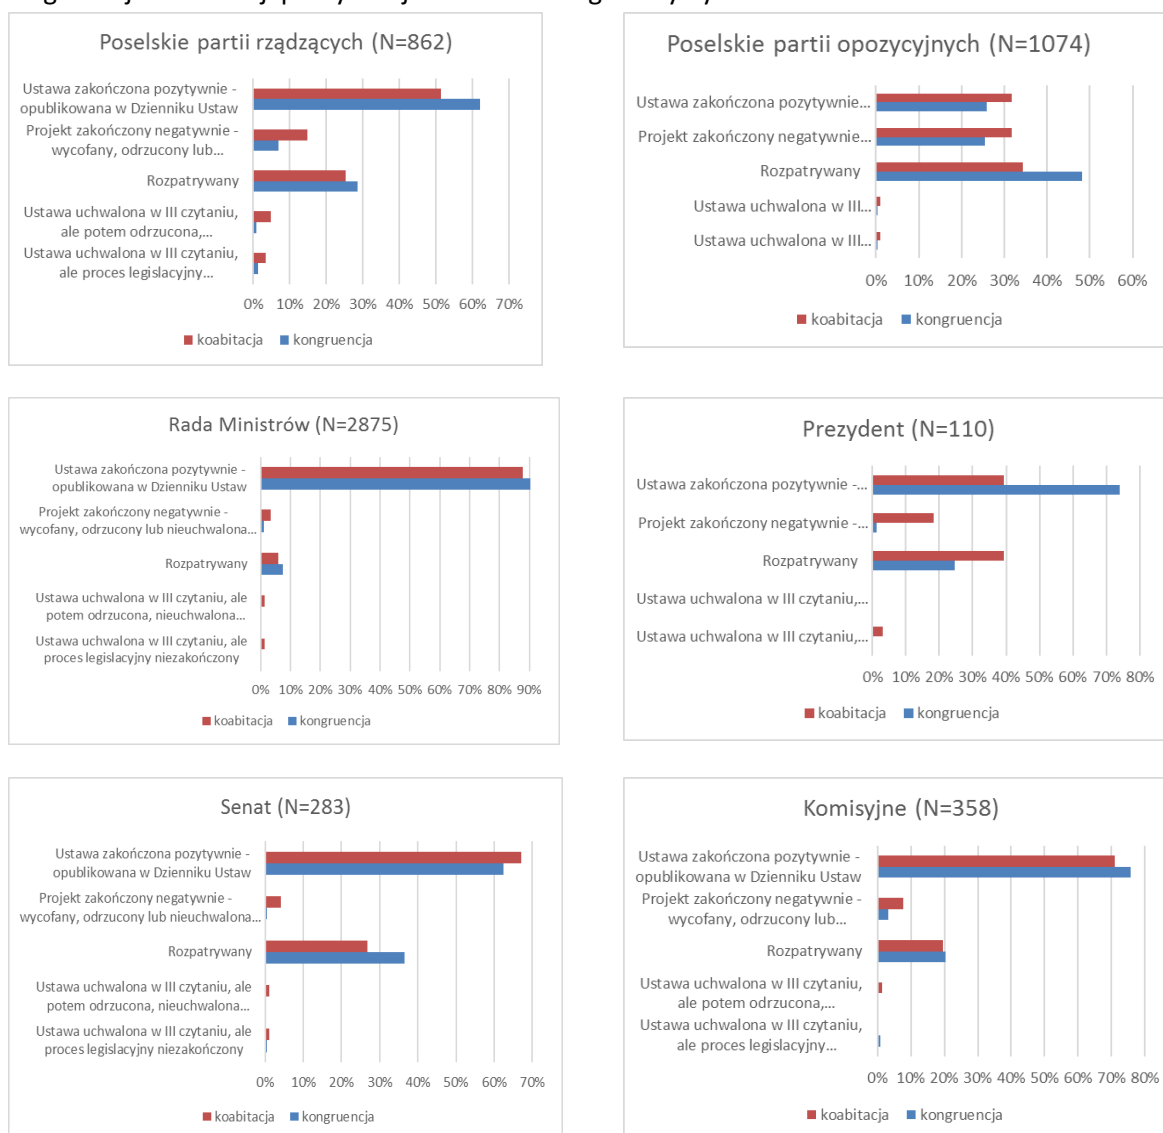 Poselskie partii rządzących (N=862)
Ustawa zakończona pozytywnie -
opublikowana w Dzienniku Ustaw
Projekt zakończony negatywnie -
wycofany, odrzucony lub...
Rozpatrywany
Ustawa uchwalona w III czytaniu,
ale potem odrzucona,...
Ustawa uchwalona w III czytaniu,
ale proces legislacyjny...
0% 10% 20% 30% 40% 50% 60% 70%
koabitacja kongruencja
Poselskie partii opozycyjnych (N=1074)
Ustawa zakończona pozytywnie...
Projekt zakończony negatywnie...
Rozpatrywany
Ustawa uchwalona w III...
Ustawa uchwalona w III...
0% 10% 20% 30% 40% 50% 60%
koabitacja kongruencja
Rada Ministrów (N=2875)
Ustawa zakończona pozytywnie -
opublikowana w Dzienniku Ustaw
Projekt zakończony negatywnie -
wycofany, odrzucony lub nieuchwalona...
Rozpatrywany
Ustawa uchwalona w III czytaniu, ale
potem odrzucona, nieuchwalona...
Ustawa uchwalona w III czytaniu, ale
proces legislacyjny niezakończony
0% 10% 20% 30% 40% 50% 60% 70% 80% 90%
koabitacja kongruencja
Prezydent (N=110)
Ustawa zakończona pozytywnie -...
Projekt zakończony negatywnie -...
Rozpatrywany
Ustawa uchwalona w III czytaniu,...
Ustawa uchwalona w III czytaniu,...
0% 10% 20% 30% 40% 50% 60% 70% 80%
koabitacja kongruencja
Senat (N=283)
Ustawa zakończona pozytywnie -
opublikowana w Dzienniku Ustaw
Projekt zakończony negatywnie -
wycofany, odrzucony lub nieuchwalona...
Rozpatrywany
Ustawa uchwalona w III czytaniu, ale
potem odrzucona, nieuchwalona...
Ustawa uchwalona w III czytaniu, ale
proces legislacyjny niezakończony
0% 10% 20% 30% 40% 50% 60% 70%
koabitacja kongruencja
Komisyjne (N=358)
Ustawa zakończona pozytywnie -
opublikowana w Dzienniku Ustaw
Projekt zakończony negatywnie -
wycofany, odrzucony lub...
Rozpatrywany
Ustawa uchwalona w III czytaniu,
ale potem odrzucona,...
Ustawa uchwalona w III czytaniu,
ale proces legislacyjny...
0% 10% 20% 30% 40% 50% 60% 70% 80%
koabitacja kongruencja